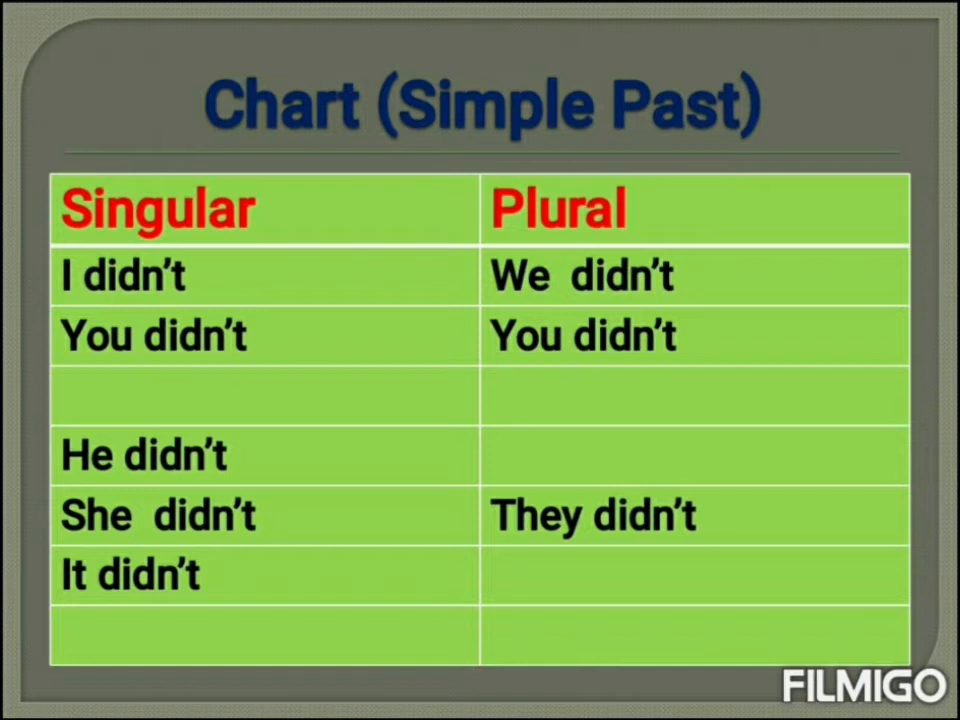 Chart (Simple Past)
Singular Plural
I didn’t We didn’t
You didn’t You didn’t
He didn’t
She didn’t They didn’t
It didn’t
FILMIGO